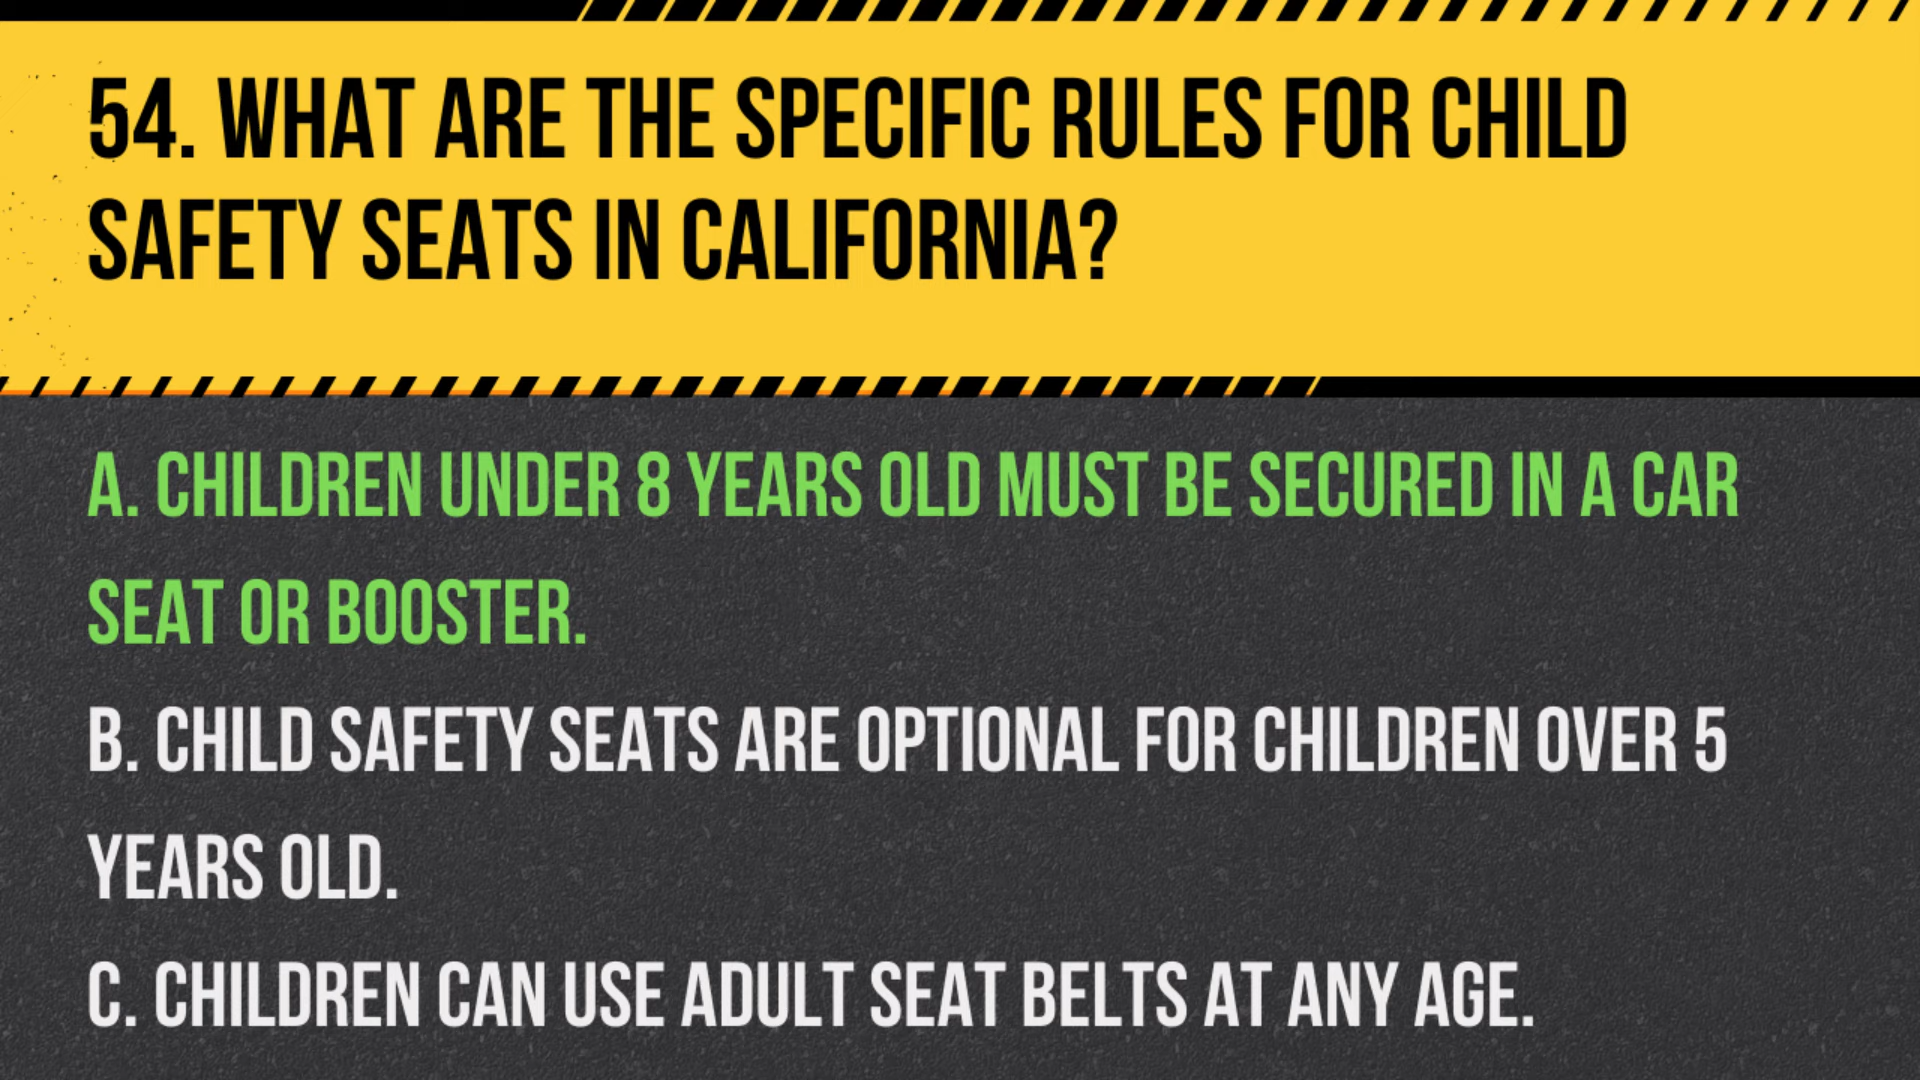 54. WHAT ARE THE SPECIFIC RULES FOR CHILD
SAFETY SEATS IN CALIFORNIA?
A. CHILDREN UNDER 8 YEARS OLD MUST BE SECURED IN A CAR
SEAT OR BOOSTER.
B. CHILD SAFETY SEATS ARE OPTIONAL FOR CHILDREN OVER 5
YEARS OLD.
C. CHILDREN CAN USE ADULT SEAT BELTS AT ANY AGE.